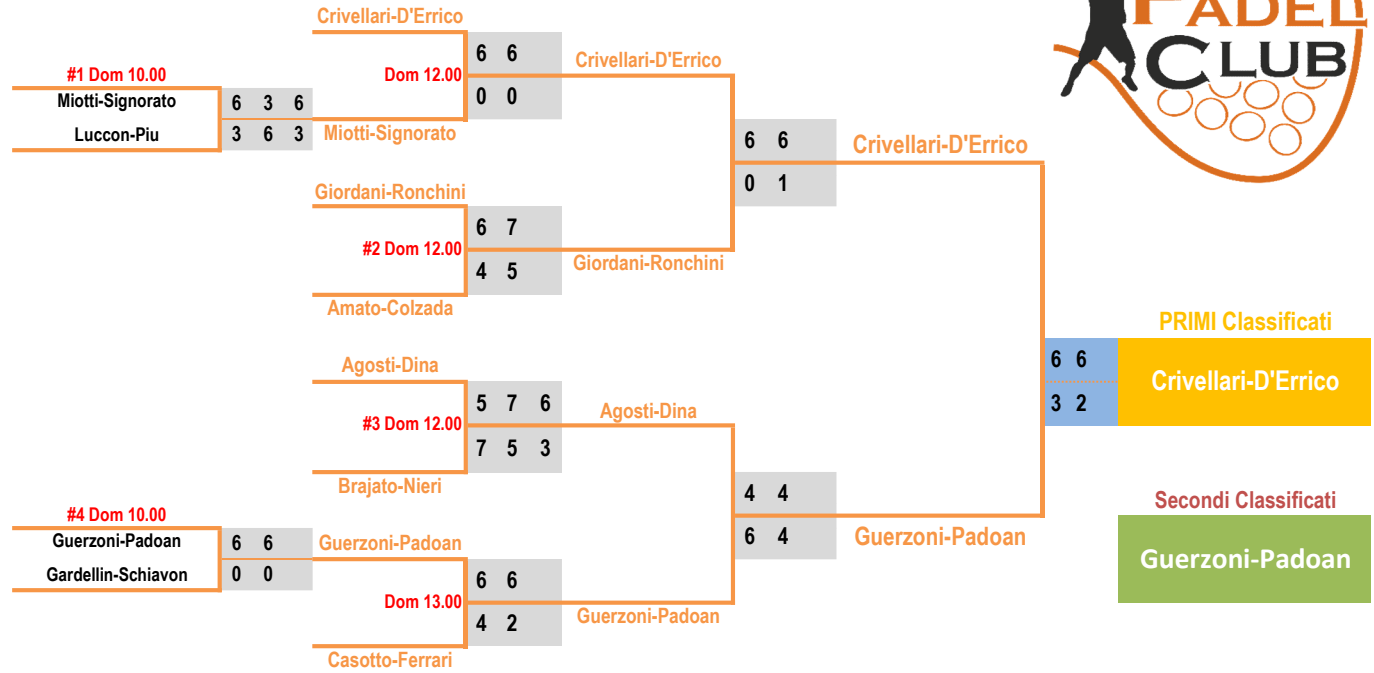 PADEL
CLUB
Crivellari-D'Errico
6 6
Crivellari-D'Errico
#1 Dom 10.00
Dom 12.00
Miotti-Signorato
6 3 6
0 0
Luccon-Piu
3 6 3
Miotti-Signorato
6 6
Crivellari-D'Errico
0 1
Giordani-Ronchini
6 7
#2 Dom 12.00
4 5
Giordani-Ronchini
Amato-Colzada
PRIMI Classificati
6 6
Crivellari-D'Errico
3 2
Agosti-Dina
5 7 6
Agosti-Dina
#3 Dom 12.00
7 5 3
Brajato-Nieri
4 4
Secondi Classificati
#4 Dom 10.00
6 4
Guerzoni-Padoan
Guerzoni-Padoan
Guerzoni-Padoan
6 6
Guerzoni-Padoan
Gardellin-Schiavon
0 0
6 6
Dom 13.00
4 2
Guerzoni-Padoan
Casotto-Ferrari